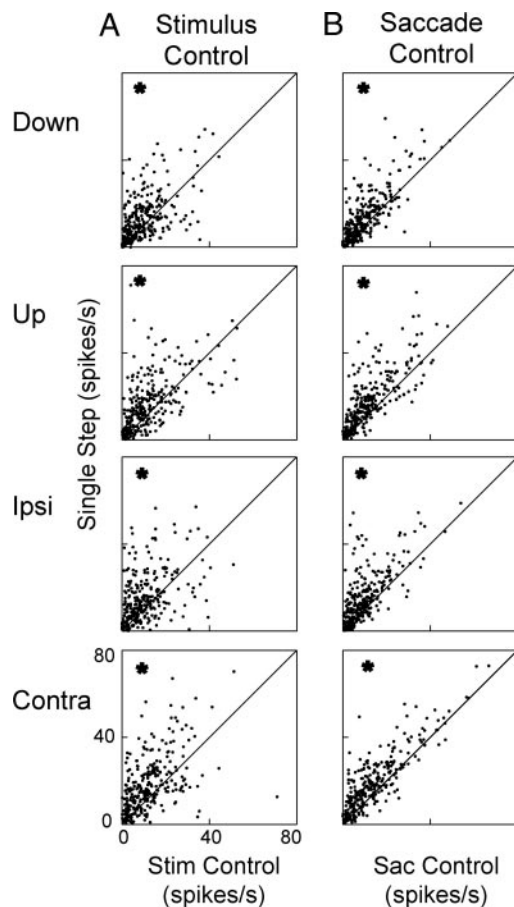 A Stimulus Control
B Saccade Control
Down
*
*
Up
*
*
Ipsi
*
*
Contra
*
*
Single Step (spikes/s)
80
40
0
0 40 80
Stim Control (spikes/s)
Sac Control (spikes/s)